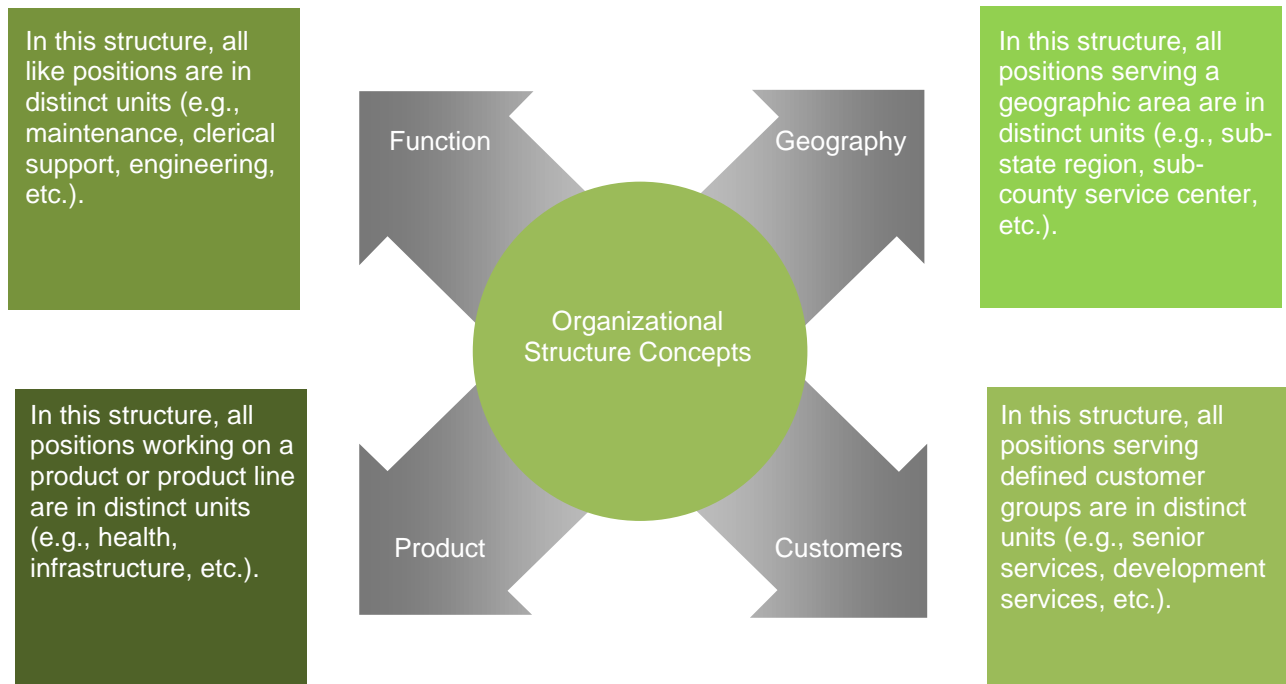 In this structure, all
like positions are in
distinct units (e.g.,
maintenance, clerical
support, engineering,
etc.).
Function
Geography
In this structure, all
positions serving a
geographic area are in
distinct units (e.g., sub-
state region, sub-
county service center,
etc.).
Organizational
Structure Concepts
In this structure, all
positions working on a
product or product line
are in distinct units
(e.g., health,
infrastructure, etc.).
Product
Customers
In this structure, all
positions serving
defined customer
groups are in distinct
units (e.g., senior
services, development
services, etc.).